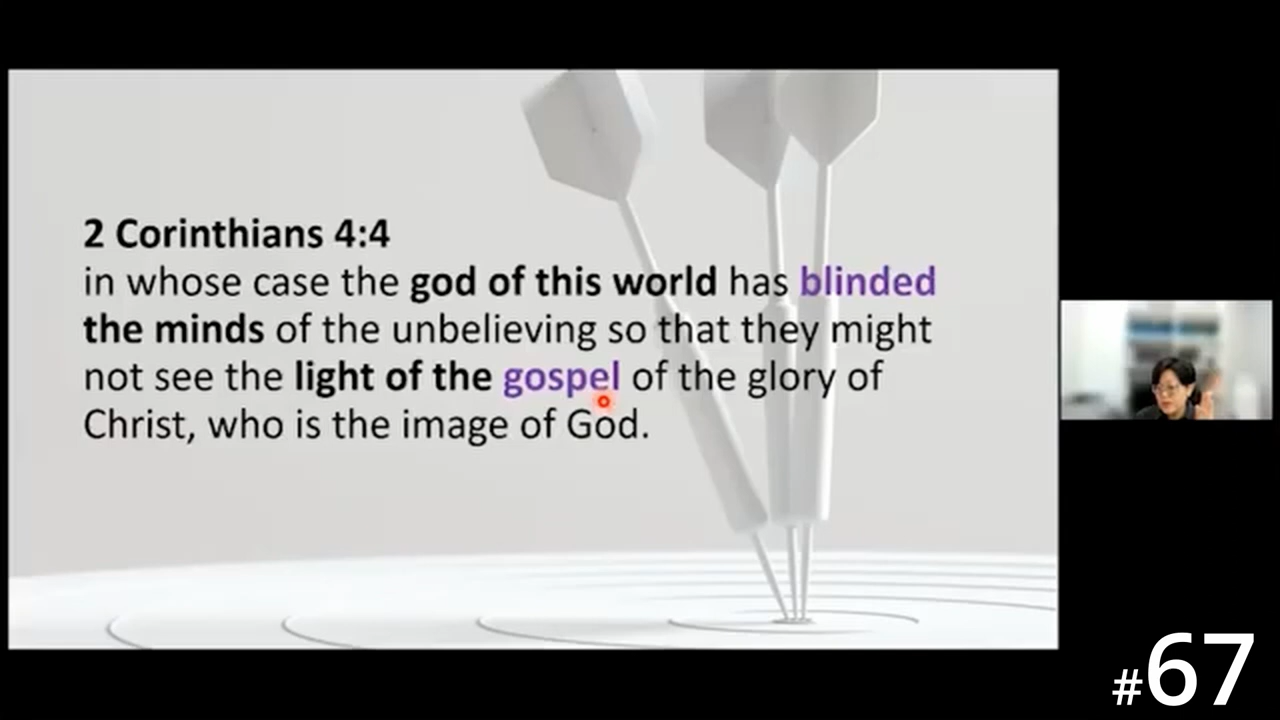 2 Corinthians 4:4
in whose case the god of this world has blinded
the minds of the unbelieving so that they might
not see the light of the gospel of the glory of
Christ, who is the image of God.
#67